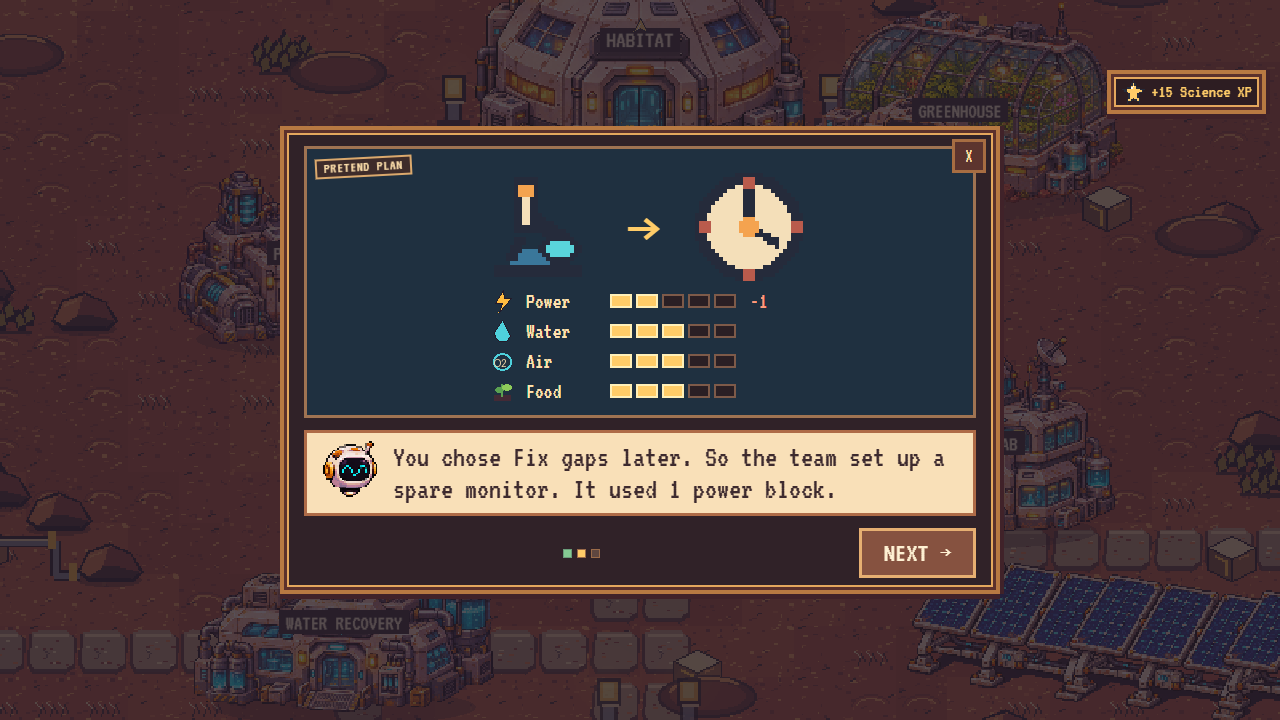 HABITAT
GREENHOUSE
+15 Science XP
X
PRETEND PLAN
Power -1
Water
O2 Air
Food
You chose Fix gaps later. So the team set up a
spare monitor. It used 1 power block.
NEXT →
WATER RECOVERY